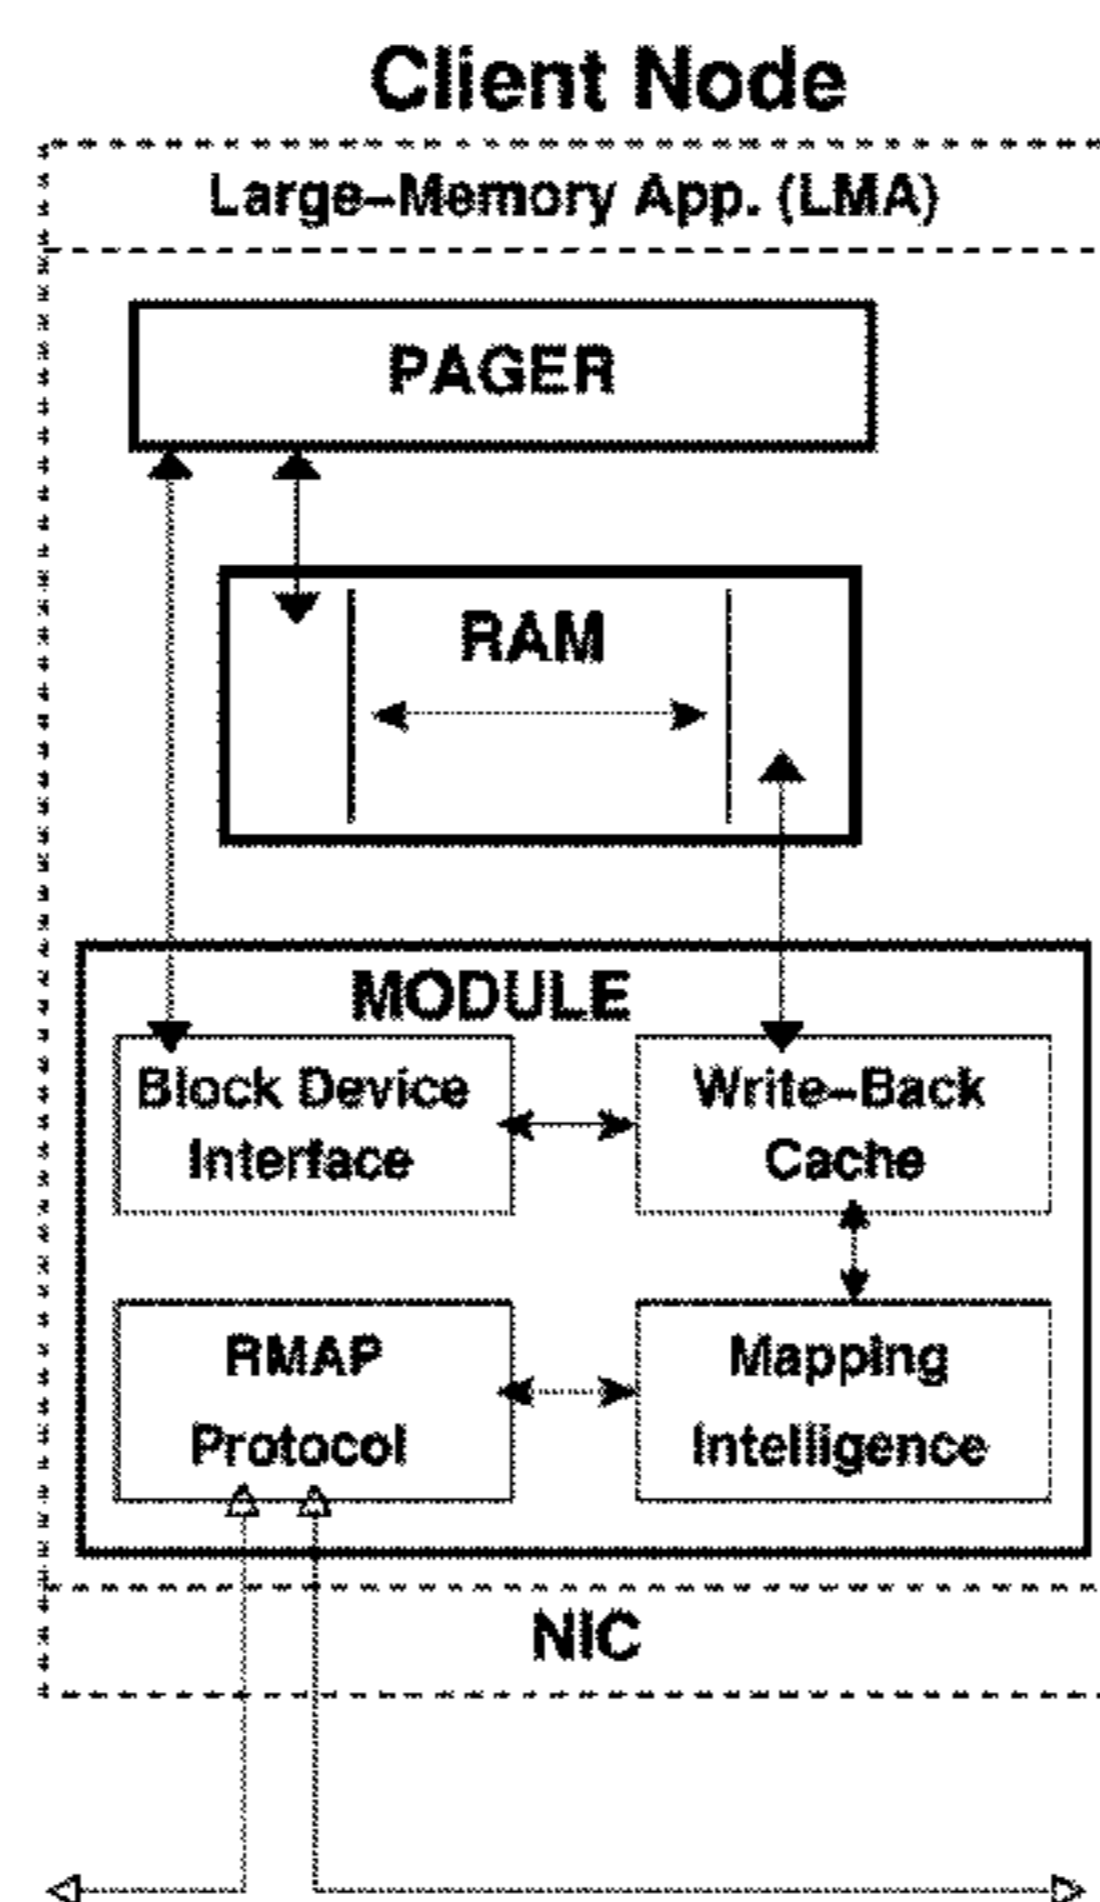 Client Node
Large-Memory App. (LMA)
PAGER
RAM
MODULE
Block Device
Interface
Write-Back
Cache
RMAP
Protocol
Mapping
Intelligence
NIC